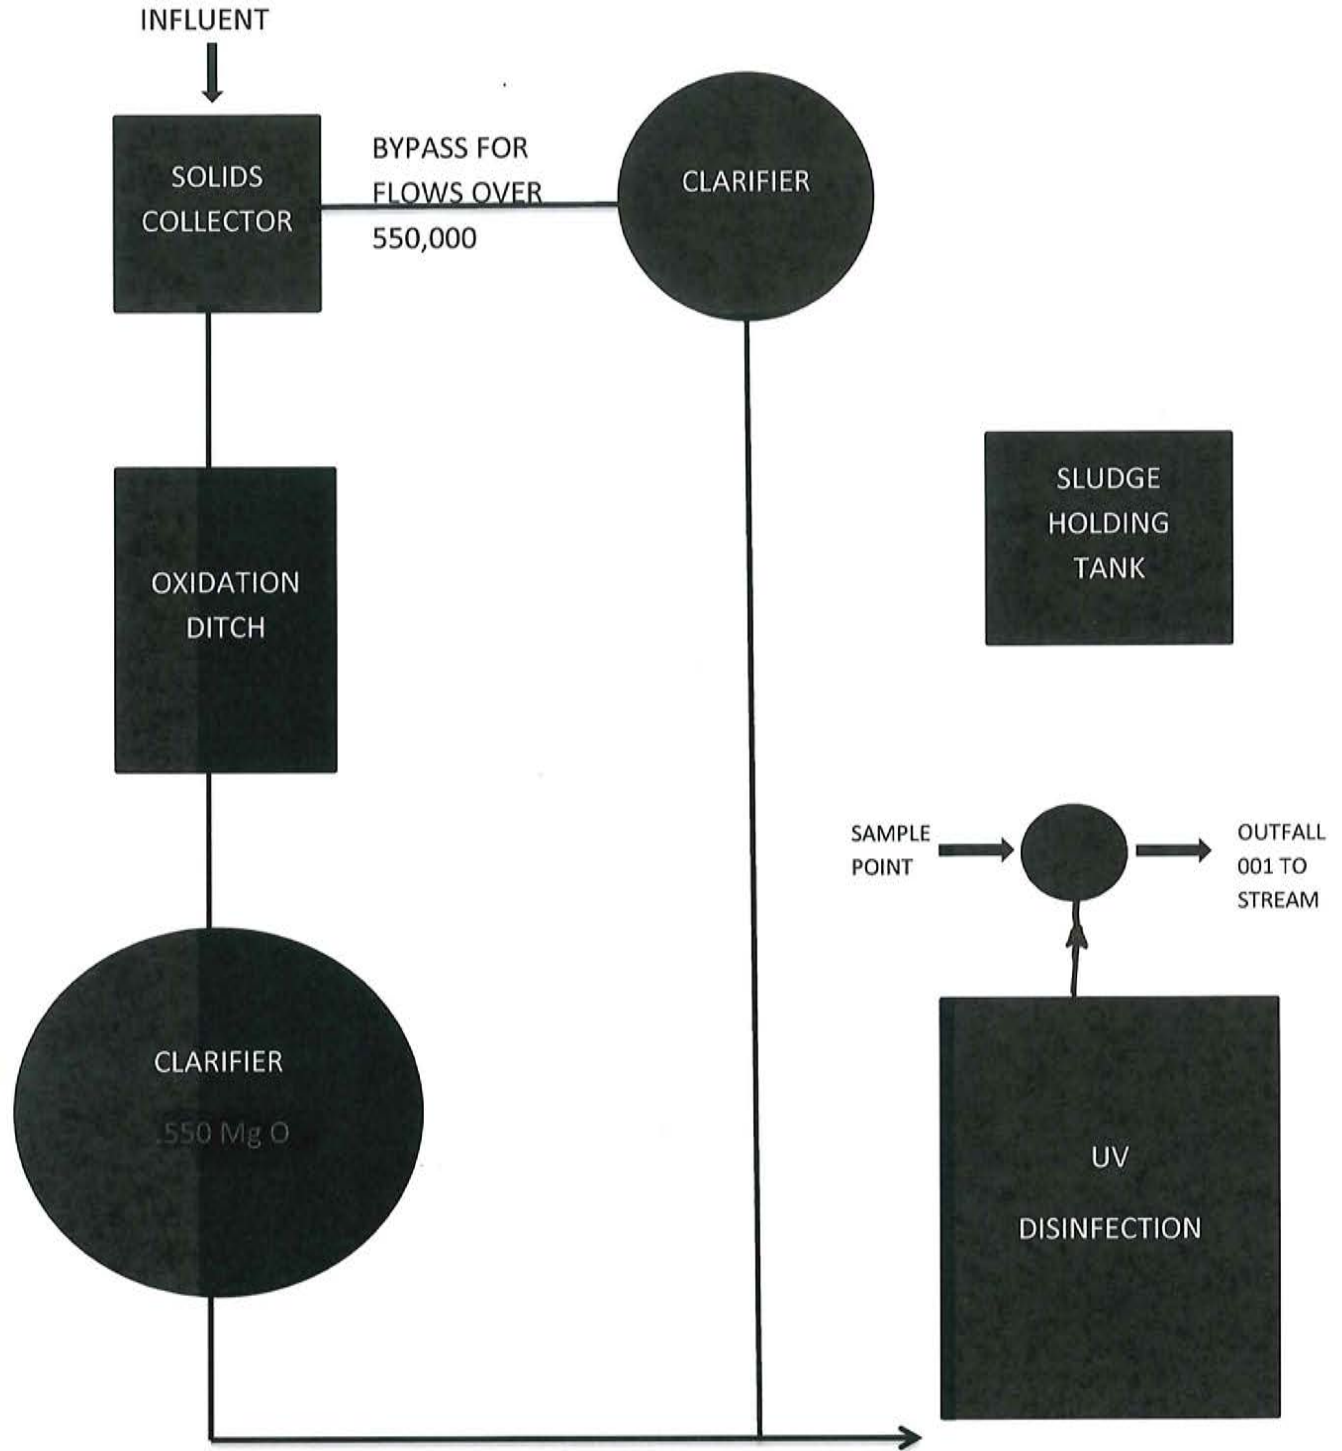 INFLUENT
SOLIDS
COLLECTOR
BYPASS FOR
FLOWS OVER
550,000
CLARIFIER
OXIDATION
DITCH
SLUDGE
HOLDING
TANK
SAMPLE
POINT
OUTFALL
001 TO
STREAM
CLARIFIER
.550 Mg O
UV
DISINFECTION